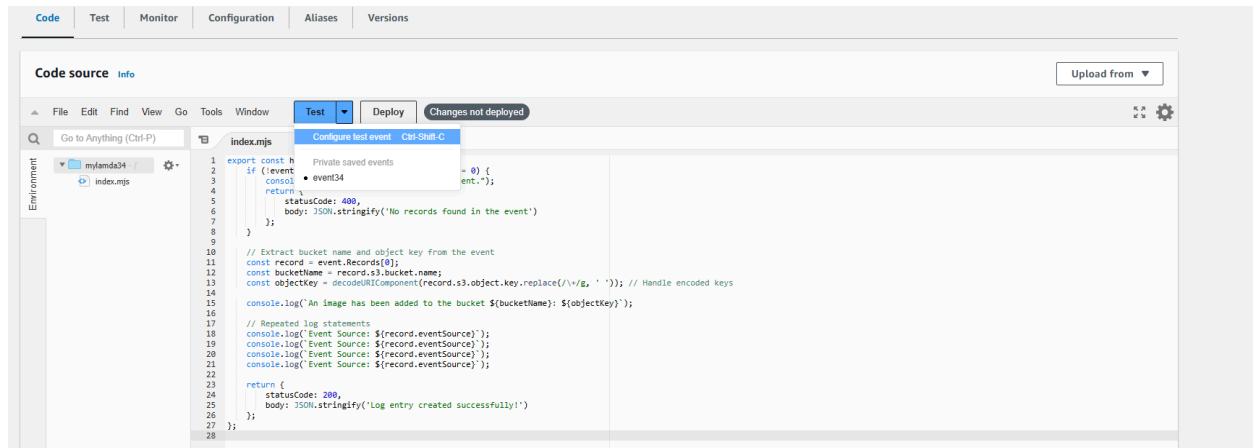 Code Test Monitor Configuration Aliases Versions
Code source Info
Upload from ▼
File Edit Find View Go Tools Window Test Deploy Changes not deployed
Go to Anything (Ctrl-P)
index.mjs
Configure test event Ctrl-Shift-C
Private saved events
• event34
Environment
mylamda34 - /
index.mjs
1 export const h
2 if (!event = 0) {
3 consol ent.");
4 return {
5 statusCode: 400,
6 body: JSON.stringify('No records found in the event')
7 };
8 }
9
10 // Extract bucket name and object key from the event
11 const record = event.Records[0];
12 const bucketName = record.s3.bucket.name;
13 const objectKey = decodeURIComponent(record.s3.object.key.replace(/\+/g, ' ')); // Handle encoded keys
14
15 console.log(`An image has been added to the bucket ${bucketName}: ${objectKey}`);
16
17 // Repeated log statements
18 console.log(`Event Source: ${record.eventSource}`);
19 console.log(`Event Source: ${record.eventSource}`);
20 console.log(`Event Source: ${record.eventSource}`);
21 console.log(`Event Source: ${record.eventSource}`);
22
23 return {
24 statusCode: 200,
25 body: JSON.stringify('Log entry created successfully!')
26 };
27 };
28